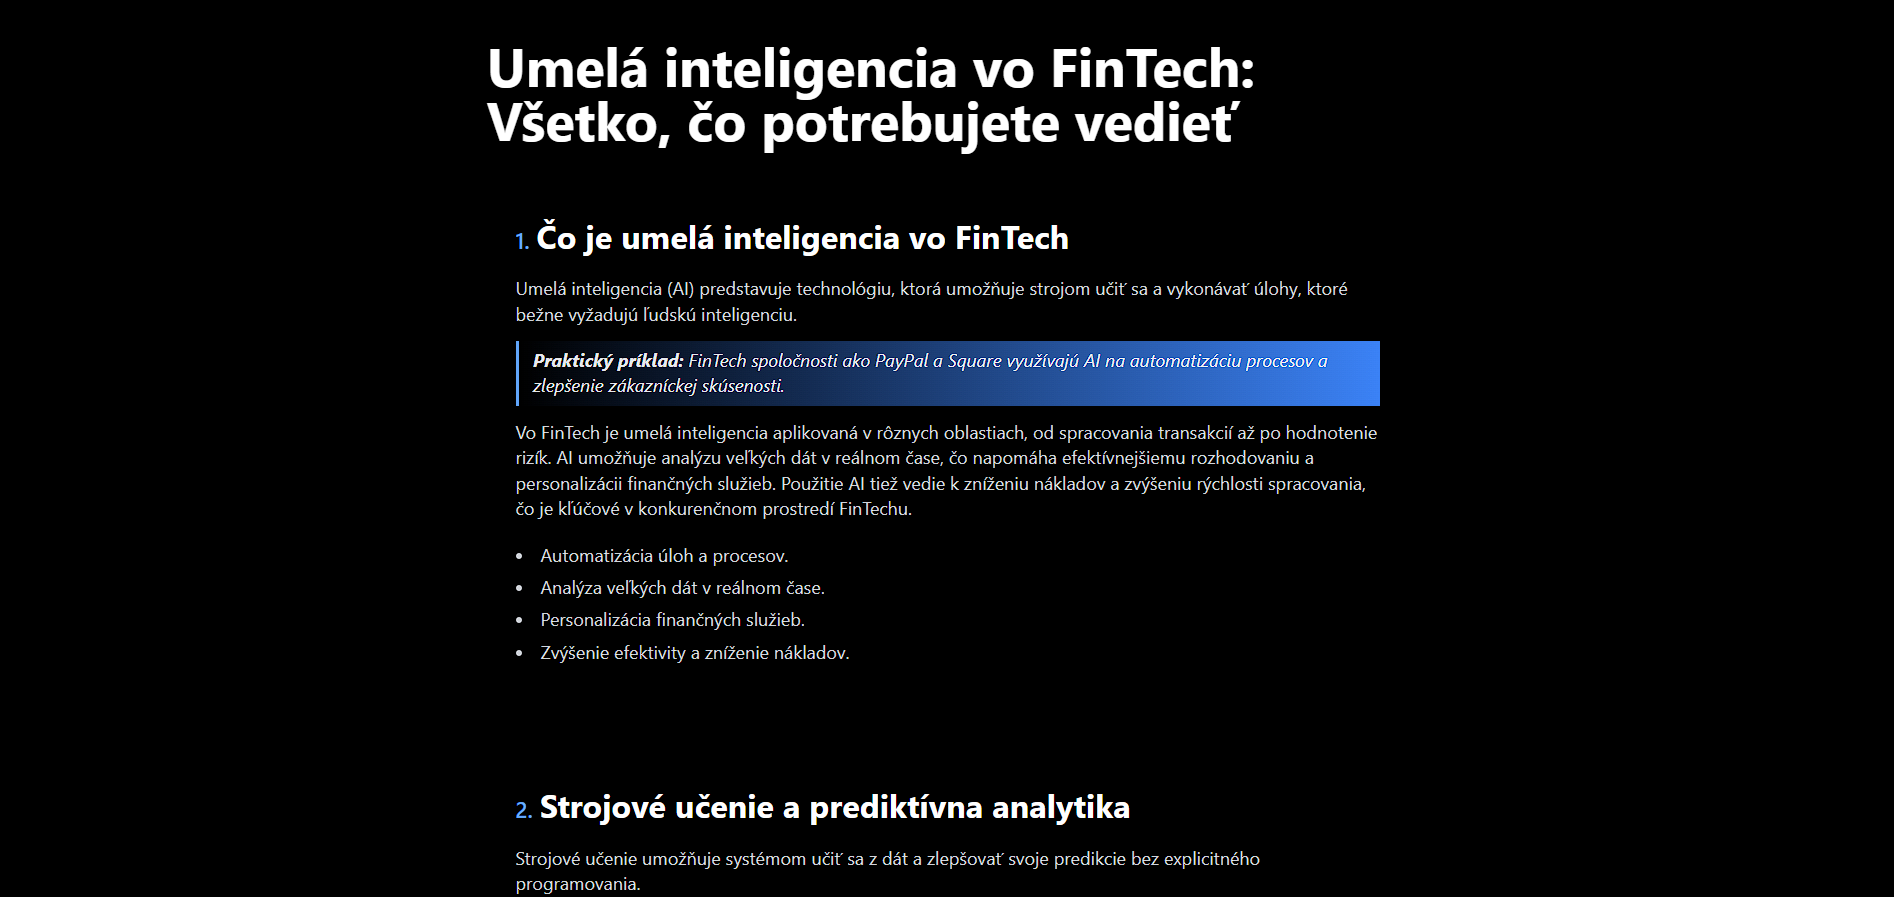 Umelá inteligencia vo FinTech:
Všetko, čo potrebujete vedieť
1. Čo je umelá inteligencia vo FinTech
Umelá inteligencia (AI) predstavuje technológiu, ktorá umožňuje strojom učiť sa a vykonávať úlohy, ktoré
bežne vyžadujú ľudskú inteligenciu.
Praktický príklad: FinTech spoločnosti ako PayPal a Square využívajú AI na automatizáciu procesov a
zlepšenie zákazníckej skúsenosti.
Vo FinTech je umelá inteligencia aplikovaná v rôznych oblastiach, od spracovania transakcií až po hodnotenie
rizík. AI umožňuje analýzu veľkých dát v reálnom čase, čo napomáha efektívnejšiemu rozhodovaniu a
personalizácii finančných služieb. Použitie AI tiež vedie k zníženiu nákladov a zvýšeniu rýchlosti spracovania,
čo je kľúčové v konkurenčnom prostredí FinTechu.
• Automatizácia úloh a procesov.
• Analýza veľkých dát v reálnom čase.
• Personalizácia finančných služieb.
• Zvýšenie efektivity a zníženie nákladov.
2. Strojové učenie a prediktívna analytika
Strojové učenie umožňuje systémom učiť sa z dát a zlepšovať svoje predikcie bez explicitného
programovania.